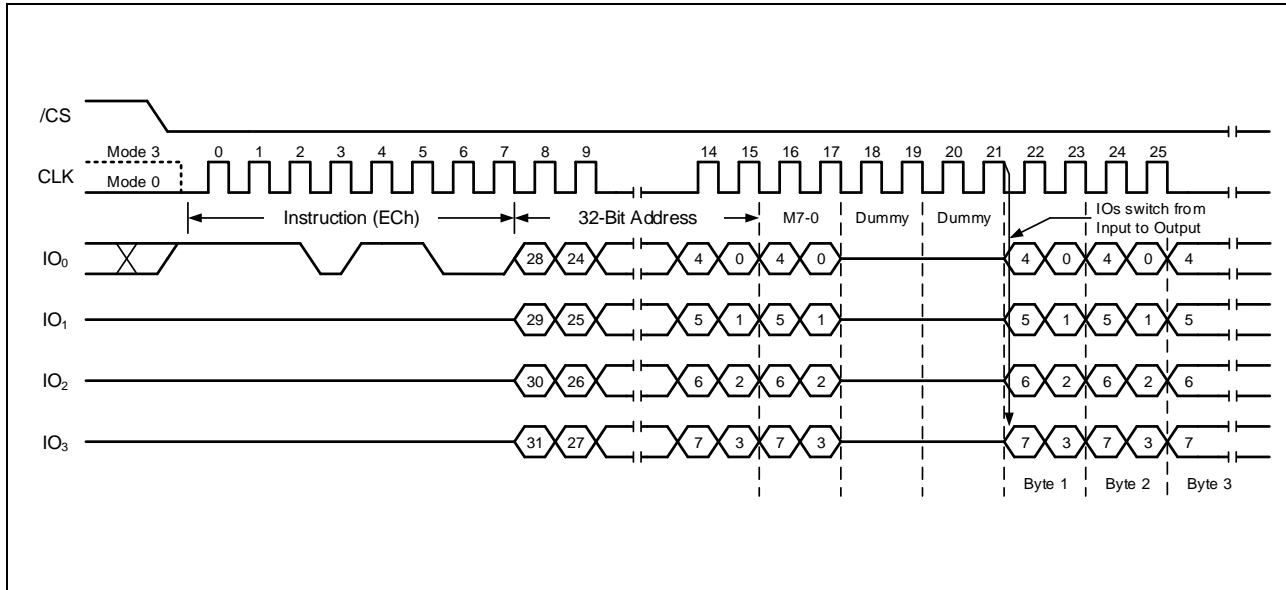 /CS
Mode 3 0 1 2 3 4 5 6 7 8 9 14 15 16 17 18 19 20 21 22 23 24 25
CLK
Mode 0
Instruction (ECh) 32-Bit Address M7-0 Dummy Dummy IOs switch from
Input to Output
IO0 28 24 4 0 4 0 4 0 4 0 4
IO1 29 25 5 1 5 1 5 1 5 1 5
IO2 30 26 6 2 6 2 6 2 6 2 6
IO3 31 27 7 3 7 3 7 3 7 3 7
Byte 1 Byte 2 Byte 3